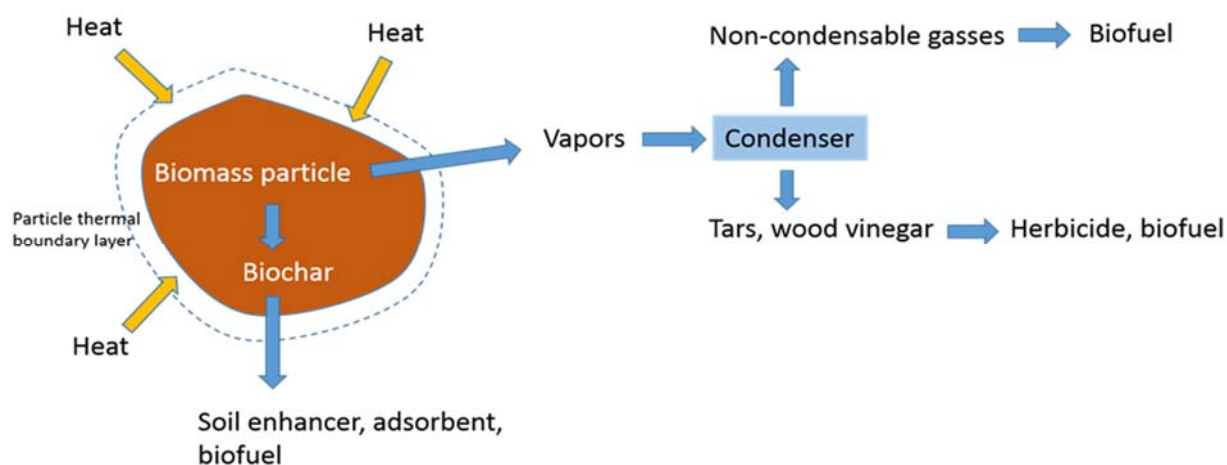 Heat
Heat
Non-condensable gasses
Biofuel
Vapors
Condenser
Biomass particle
Particle thermal
boundary layer
Tars, wood vinegar
Herbicide, biofuel
Biochar
Heat
Soil enhancer, adsorbent,
biofuel